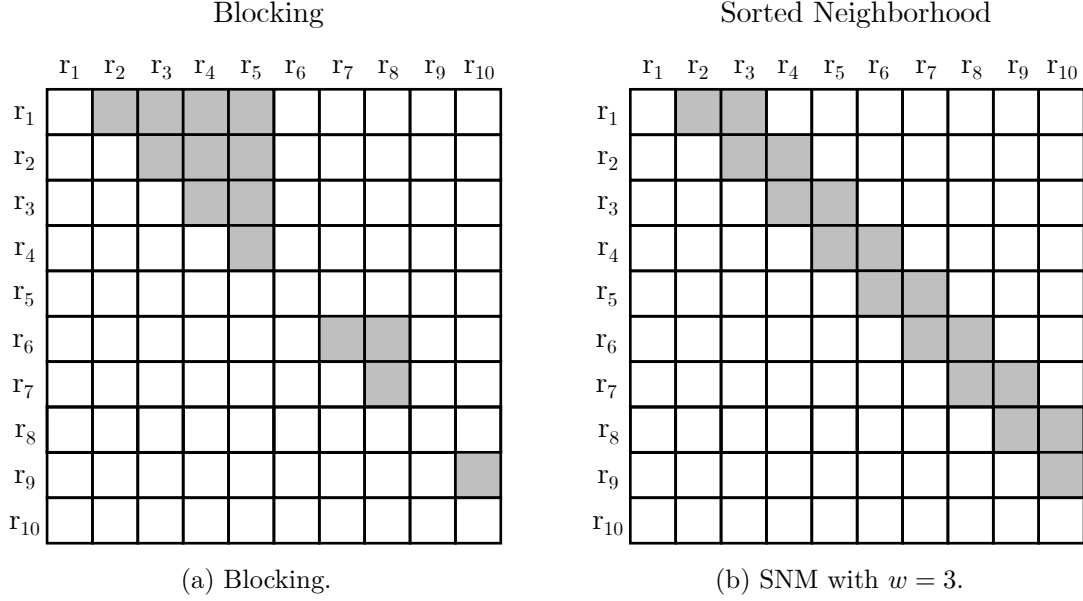 Blocking
r1 r2 r3 r4 r5 r6 r7 r8 r9 r10
r1
r2
r3
r4
r5
r6
r7
r8
r9
r10
(a) Blocking.
Sorted Neighborhood
r1 r2 r3 r4 r5 r6 r7 r8 r9 r10
r1
r2
r3
r4
r5
r6
r7
r8
r9
r10
(b) SNM with w = 3.